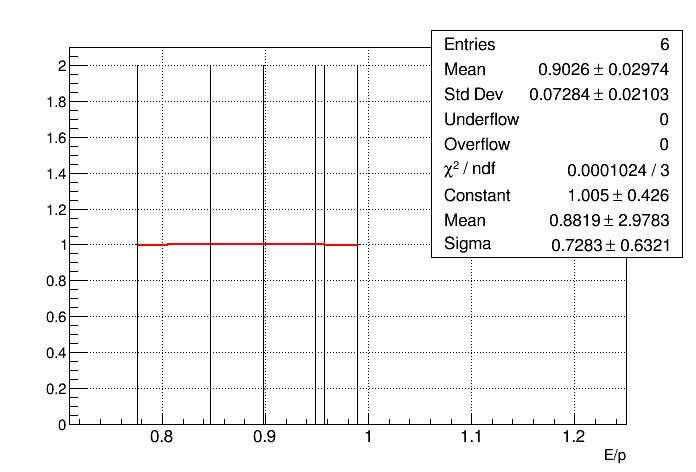 Entries 6
Mean 0.9026 ± 0.02974
Std Dev 0.07284 ± 0.02103
Underflow 0
Overflow 0
χ² / ndf 0.0001024 / 3
Constant 1.005 ± 0.426
Mean 0.8819 ± 2.9783
Sigma 0.7283 ± 0.6321
2
1.8
1.6
1.4
1.2
1
0.8
0.6
0.4
0.2
0
0.8 0.9 1 1.1 1.2
E/p